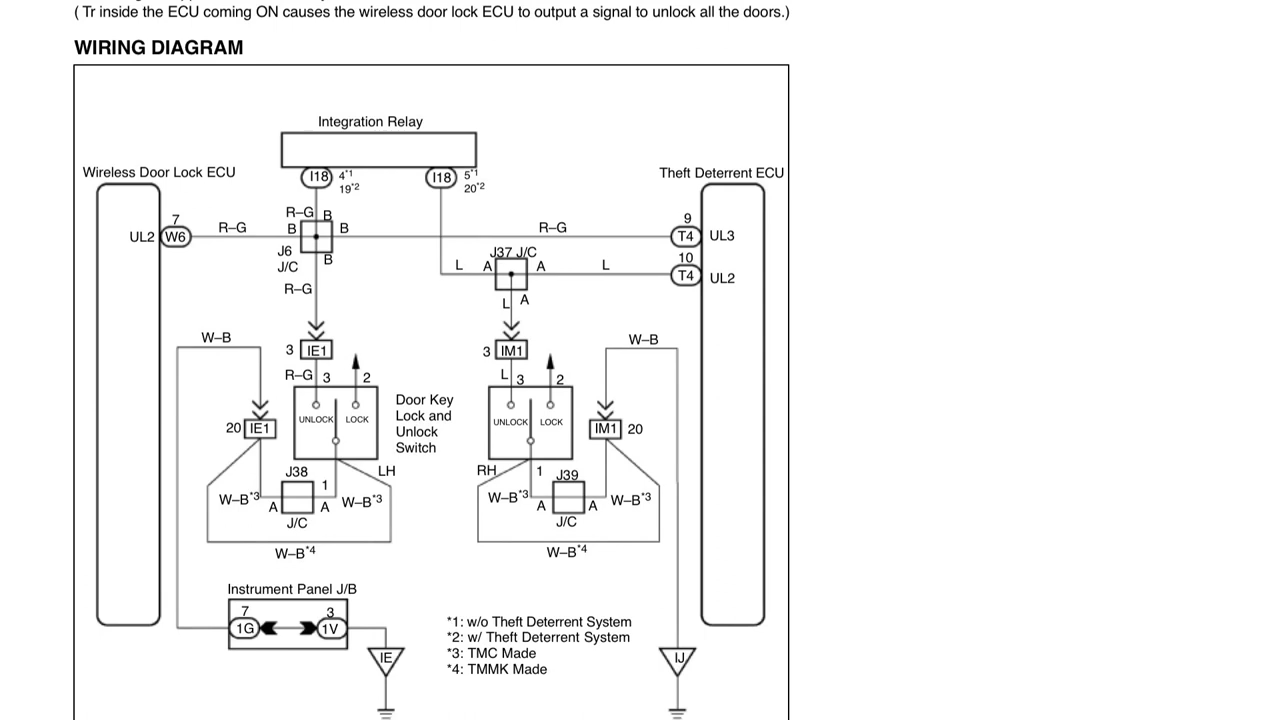 ( Tr inside the ECU coming ON causes the wireless door lock ECU to output a signal to unlock all the doors.)
WIRING DIAGRAM
Integration Relay
Wireless Door Lock ECU
Theft Deterrent ECU
I18 4*1
19*2
I18 5*1
20*2
R–G B
7
UL2 W6
R–G
B
B
R–G
9
T4 UL3
J6
J/C
B
J37 J/C
L A
A
L
10
T4 UL2
R–G
L A
W–B
W–B
3 IE1
3 IM1
R–G 3
2
L 3
2
UNLOCK LOCK
Door Key
Lock and
Unlock
Switch
UNLOCK LOCK
20 IE1
IM1 20
J38
1
LH
RH
1
J39
W–B*3
A
A
W–B*3
W–B*3
A
A
W–B*3
J/C
J/C
W–B*4
W–B*4
Instrument Panel J/B
7
3
1G
1V
*1: w/o Theft Deterrent System
*2: w/ Theft Deterrent System
*3: TMC Made
*4: TMMK Made
IE
IJ